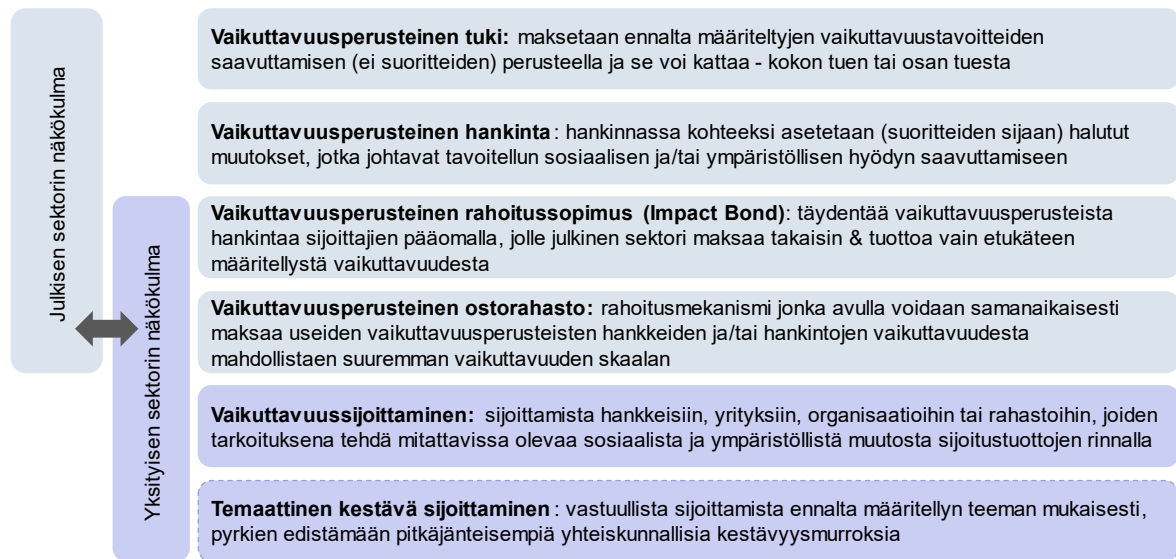 Julkisen sektorin näkökulma
Yksityisen sektorin näkökulma
Vaikuttavuusperusteinen tuki: maksetaan ennalta määriteltyjen vaikuttavuustavoitteiden
saavuttamisen (ei suoritteiden) perusteella ja se voi kattaa - kokon tuen tai osan tuesta
Vaikuttavuusperusteinen hankinta: hankinnassa kohteeksi asetetaan (suoritteiden sijaan) halutut
muutokset, jotka johtavat tavoitellun sosiaalisen ja/tai ympäristöllisen hyödyn saavuttamiseen
Vaikuttavuusperusteinen rahoitussopimus (Impact Bond): täydentää vaikuttavuusperusteista
hankintaa sijoittajien pääomalla, jolle julkinen sektori maksaa takaisin & tuottoa vain etukäteen
määritellystä vaikuttavuudesta
Vaikuttavuusperusteinen ostorahasto: rahoitusmekanismi jonka avulla voidaan samanaikaisesti
maksaa useiden vaikuttavuusperusteisten hankkeiden ja/tai hankintojen vaikuttavuudesta
mahdollistaen suuremman vaikuttavuuden skaalan
Vaikuttavuussijoittaminen: sijoittamista hankkeisiin, yrityksiin, organisaatioihin tai rahastoihin, joiden
tarkoituksena tehdä mitattavissa olevaa sosiaalista ja ympäristöllistä muutosta sijoitustuottojen rinnalla
Temaattinen kestävä sijoittaminen: vastuullista sijoittamista ennalta määritellyn teeman mukaisesti,
pyrkien edistämään pitkäjänteisempiä yhteiskunnallisia kestävyysmurroksia